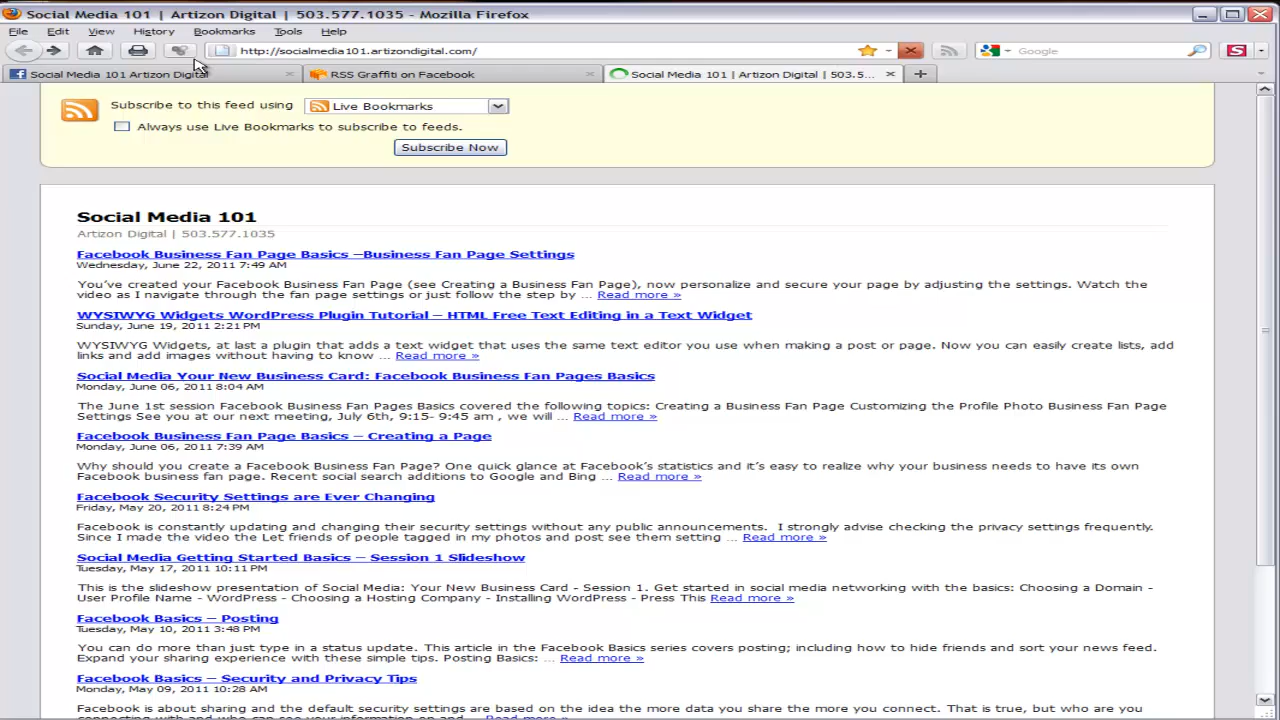 Social Media 101 | Artizon Digital | 503.577.1035 - Mozilla Firefox
File Edit View History Bookmarks Tools Help
http://socialmedia101.artizondigital.com/
Google
Social Media 101 Artizon Digital
RSS Graffiti on Facebook
Social Media 101 | Artizon Digital | 503.5...
Subscribe to this feed using Live Bookmarks
Always use Live Bookmarks to subscribe to feeds.
Subscribe Now
Social Media 101
Artizon Digital | 503.577.1035
Facebook Business Fan Page Basics –Business Fan Page Settings
Wednesday, June 22, 2011 7:49 AM
You've created your Facebook Business Fan Page (see Creating a Business Fan Page), now personalize and secure your page by adjusting the settings. Watch the
video as I navigate through the fan page settings or just follow the step by ... Read more »
WYSIWYG Widgets WordPress Plugin Tutorial – HTML Free Text Editing in a Text Widget
Sunday, June 19, 2011 2:21 PM
WYSIWYG Widgets, at last a plugin that adds a text widget that uses the same text editor you use when making a post or page. Now you can easily create lists, add
links and add images without having to know ... Read more »
Social Media Your New Business Card: Facebook Business Fan Pages Basics
Monday, June 06, 2011 8:04 AM
The June 1st session Facebook Business Fan Pages Basics covered the following topics: Creating a Business Fan Page Customizing the Profile Photo Business Fan Page
Settings See you at our next meeting, July 6th, 9:15- 9:45 am , we will ... Read more »
Facebook Business Fan Page Basics – Creating a Page
Monday, June 06, 2011 7:39 AM
Why should you create a Facebook Business Fan Page? One quick glance at Facebook's statistics and it's easy to realize why your business needs to have its own
Facebook business fan page. Recent social search additions to Google and Bing ... Read more »
Facebook Security Settings are Ever Changing
Friday, May 20, 2011 8:24 PM
Facebook is constantly updating and changing their security settings without any public announcements.  I strongly advise checking the privacy settings frequently.
Since I made the video the Let friends of people tagged in my photos and post see them setting ... Read more »
Social Media Getting Started Basics – Session 1 Slideshow
Tuesday, May 17, 2011 10:11 PM
This is the slideshow presentation of Social Media: Your New Business Card - Session 1. Get started in social media networking with the basics: Choosing a Domain -
User Profile Name - WordPress - Choosing a Hosting Company - Installing WordPress - Press This Read more »
Facebook Basics – Posting
Tuesday, May 10, 2011 3:48 PM
You can do more than just type in a status update. This article in the Facebook Basics series covers posting; including how to hide friends and sort your news feed.
Expand your sharing experience with these simple tips. Posting Basics: ... Read more »
Facebook Basics – Security and Privacy Tips
Monday, May 09, 2011 10:28 AM
Facebook is about sharing and the default security settings are based on the idea the more data you share the more you connect. That is true, but who are you
connecting with and who can see your information on and ... Read more »